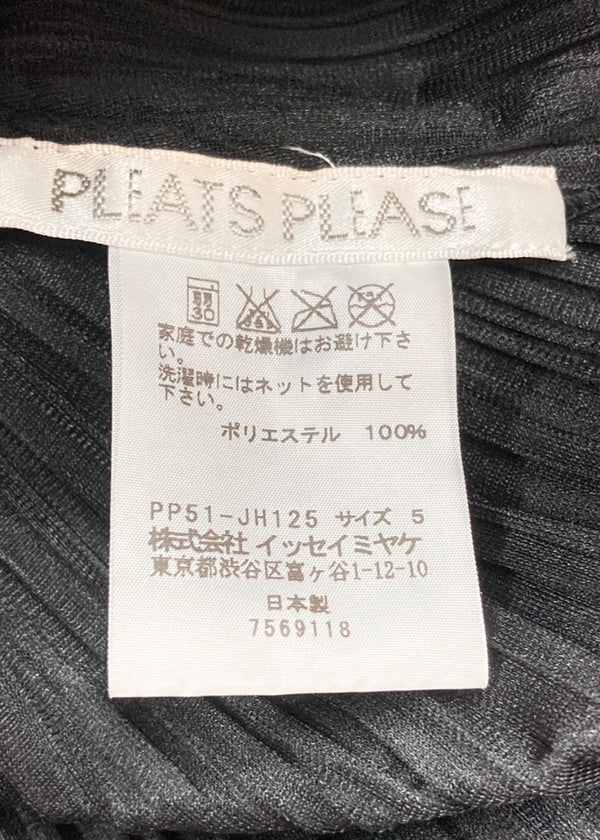 PLEATS PLEASE
弱
30
家庭での乾燥機はお避け下さ
い。
洗濯時にはネットを使用して
下さい。
ポリエステル 100%
PP51-JH125 サイズ 5
株式会社 イッセイミヤケ
東京都渋谷区富ヶ谷1-12-10
日本製
7569118